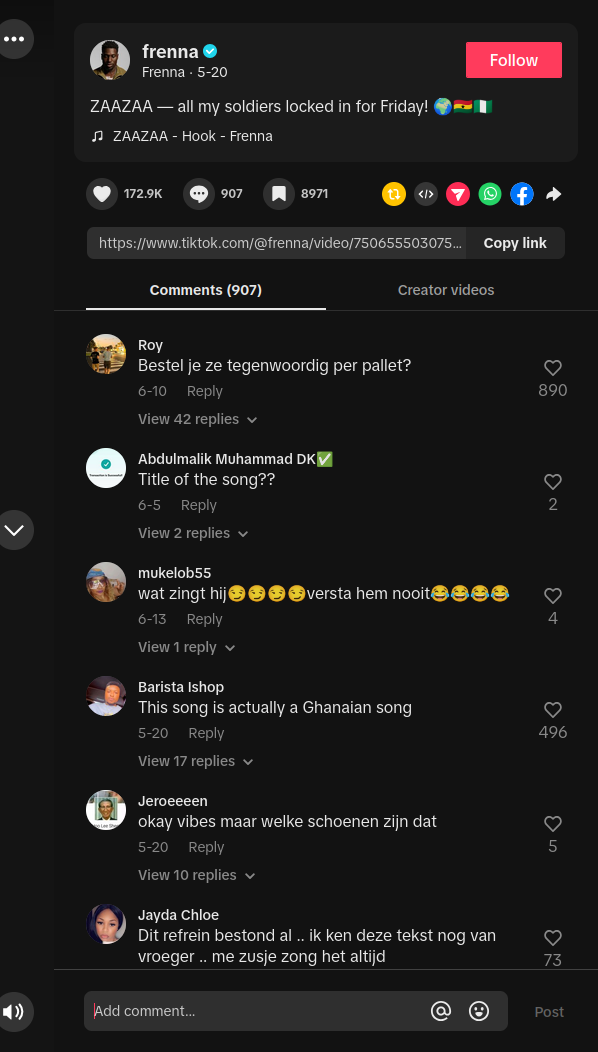 frenna
Frenna · 5-20
Follow
ZAAZAA — all my soldiers locked in for Friday! 🌍🇬🇭🇳🇬
ZAAZAA - Hook - Frenna
172.9K
907
8971
https://www.tiktok.com/@frenna/video/750655503075...
Copy link
Comments (907)
Creator videos
Roy
Bestel je ze tegenwoordig per pallet?
890
6-10 Reply
View 42 replies
Abdulmalik Muhammad DK✅
Title of the song??
2
6-5 Reply
View 2 replies
mukelob55
wat zingt hij😏😏😏😏versta hem nooit😂😂😂😂
4
6-13 Reply
View 1 reply
Barista Ishop
This song is actually a Ghanaian song
496
5-20 Reply
View 17 replies
Jeroeeeen
okay vibes maar welke schoenen zijn dat
5
5-20 Reply
View 10 replies
Jayda Chloe
Dit refrein bestond al .. ik ken deze tekst nog van
vroeger .. me zusje zong het altijd
73
Add comment...
Post